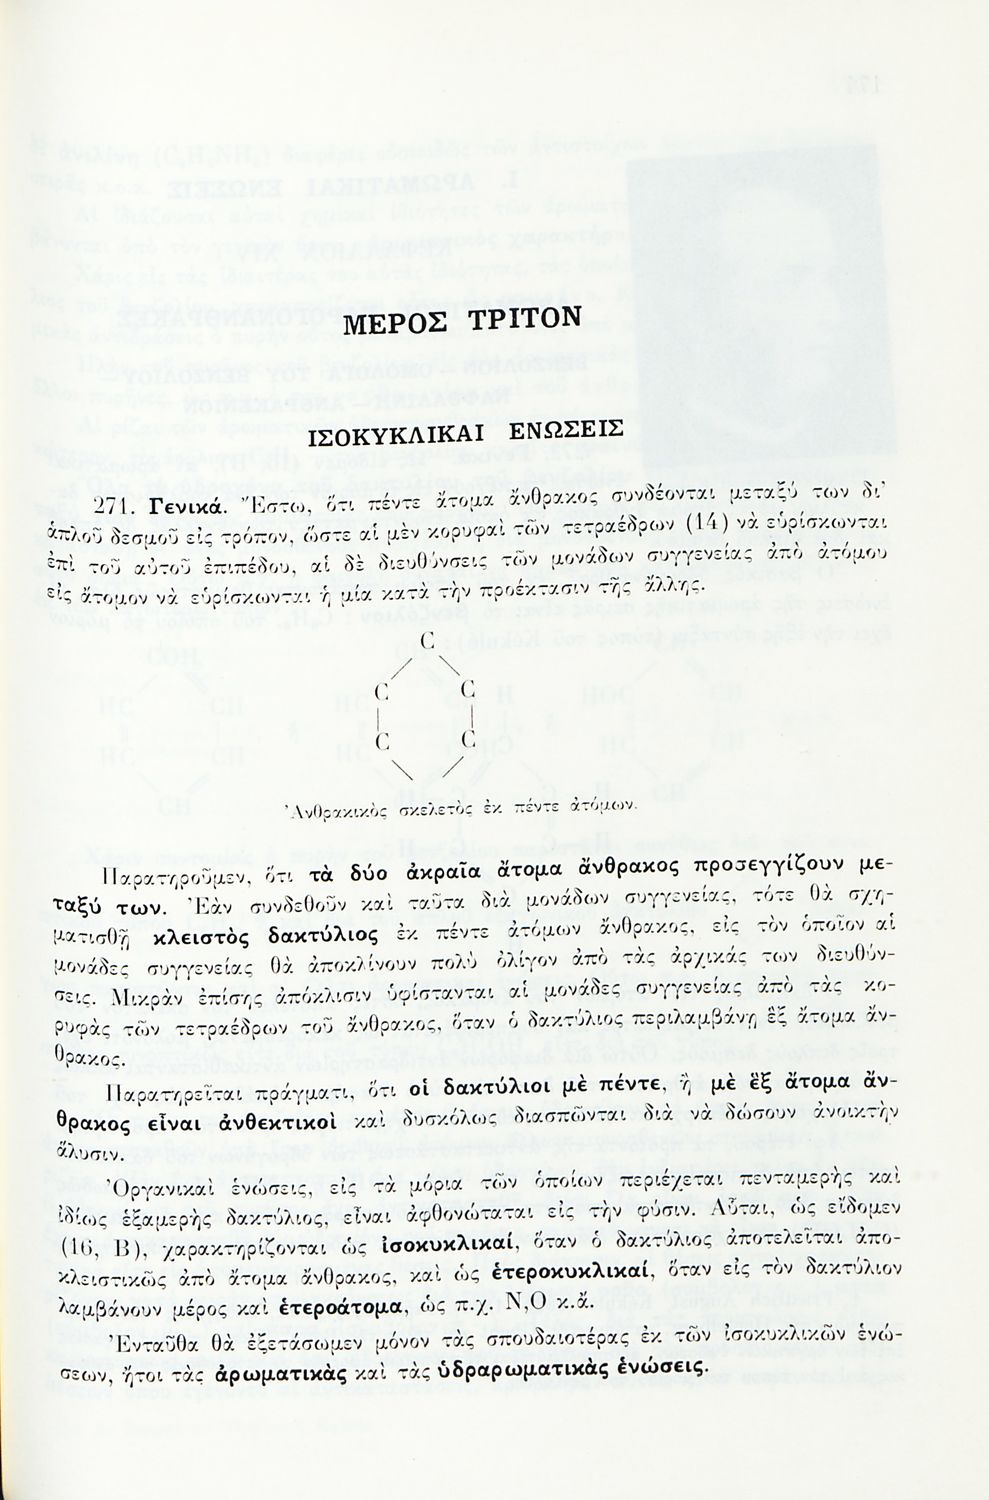 ΜΕΡΟΣ ΤΡΙΤΟΝ
ΙΣΟΚΥΚΛΙΚΑΙ ΕΝΩΣΕΙΣ
271. Γενικά. Ἔστω, ὅτι πέντε ἄτομα ἄνθρακος συνδέονται μεταξύ των δι'
ἁπλοῦ δεσμοῦ εἰς τρόπον, ὥστε αἱ μὲν κορυφαὶ τῶν τετραέδρων (14) νὰ εὑρίσκωνται
ἐπὶ τοῦ αὐτοῦ ἐπιπέδου, αἱ δὲ διευθύνσεις τῶν μονάδων συγγενείας ἀπὸ ἀτόμου
εἰς ἄτομον νὰ εὑρίσκωνται ἡ μία κατὰ τὴν προέκτασιν τῆς ἄλλης.
C
C C
C C
Ἀνθρακικὸς σκελετὸς ἐκ πέντε ἀτόμων.
Παρατηροῦμεν, ὅτι τὰ δύο ἀκραῖα ἄτομα ἄνθρακος προσεγγίζουν με-
ταξύ των. Ἐὰν συνδεθοῦν καὶ ταῦτα διὰ μονάδων συγγενείας, τότε θὰ σχη-
ματισθῇ κλειστὸς δακτύλιος ἐκ πέντε ἀτόμων ἄνθρακος, εἰς τὸν ὁποῖον αἱ
μονάδες συγγενείας θὰ ἀποκλίνουν πολὺ ὀλίγον ἀπὸ τὰς ἀρχικάς των διευθύν-
σεις. Μικρὰν ἐπίσης ἀπόκλισιν ὑφίστανται αἱ μονάδες συγγενείας ἀπὸ τὰς κο-
ρυφὰς τῶν τετραέδρων τοῦ ἄνθρακος, ὅταν ὁ δακτύλιος περιλαμβάνῃ ἓξ ἄτομα ἄν-
θρακος.
Παρατηρεῖται πράγματι, ὅτι οἱ δακτύλιοι μὲ πέντε, ἢ μὲ ἓξ ἄτομα ἄν-
θρακος εἶναι ἀνθεκτικοὶ καὶ δυσκόλως διασπῶνται διὰ νὰ δώσουν ἀνοικτὴν
ἅλυσιν.
Ὀργανικαὶ ἑνώσεις, εἰς τὰ μόρια τῶν ὁποίων περιέχεται πενταμερὴς καὶ
ἰδίως ἑξαμερὴς δακτύλιος, εἶναι ἀφθονώταται εἰς τὴν φύσιν. Αὗται, ὡς εἴδομεν
(16, Β), χαρακτηρίζονται ὡς ἰσοκυκλικαί, ὅταν ὁ δακτύλιος ἀποτελεῖται ἀπο-
κλειστικῶς ἀπὸ ἄτομα ἄνθρακος, καὶ ὡς ἑτεροκυκλικαί, ὅταν εἰς τὸν δακτύλιον
λαμβάνουν μέρος καὶ ἑτεροάτομα, ὡς π.χ. N,O κ.ἄ.
Ἐνταῦθα θὰ ἐξετάσωμεν μόνον τὰς σπουδαιοτέρας ἐκ τῶν ἰσοκυκλικῶν ἑνώ-
σεων, ἤτοι τὰς ἀρωματικὰς καὶ τὰς ὑδραρωματικὰς ἑνώσεις.